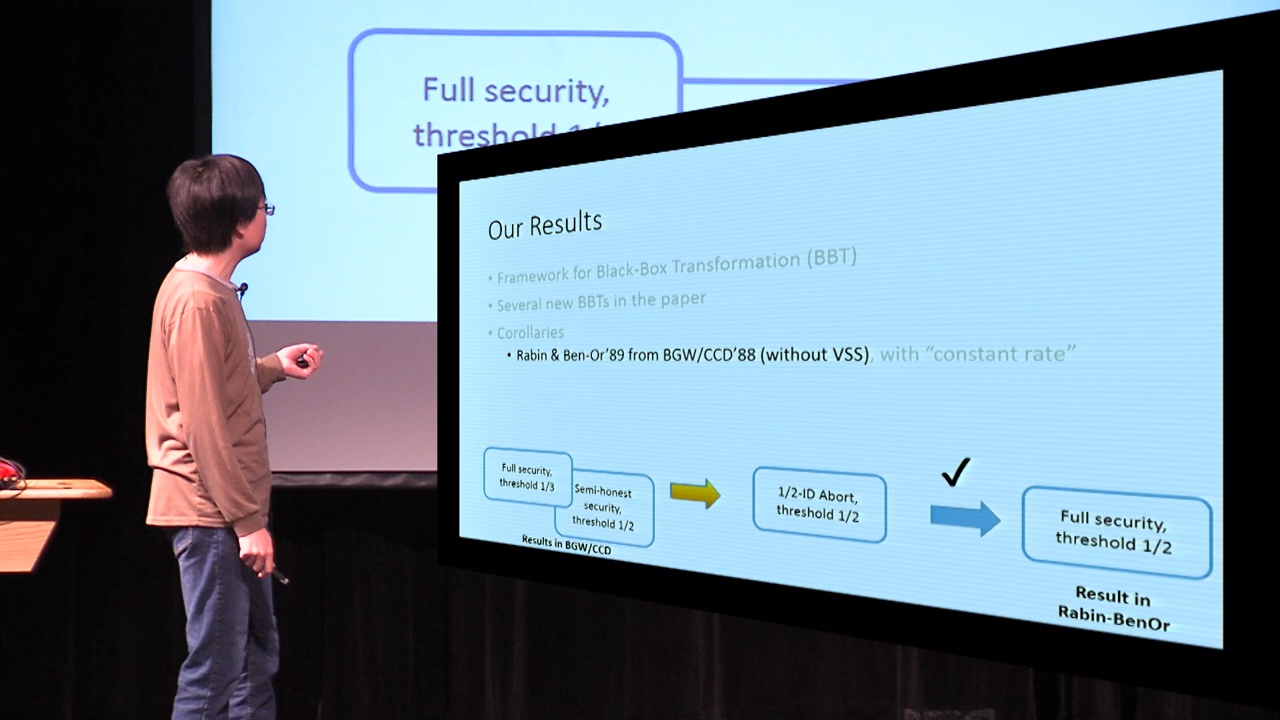 Full security,
threshold 1/
Our Results
• Framework for Black-Box Transformation (BBT)
• Several new BBTs in the paper
• Corollaries
• Rabin & Ben-Or'89 from BGW/CCD'88 (without VSS), with "constant rate"
Full security,
threshold 1/3
Semi-honest
security,
threshold 1/2
Results in BGW/CCD
1/2-ID Abort,
threshold 1/2
Full security,
threshold 1/2
Result in
Rabin-BenOr